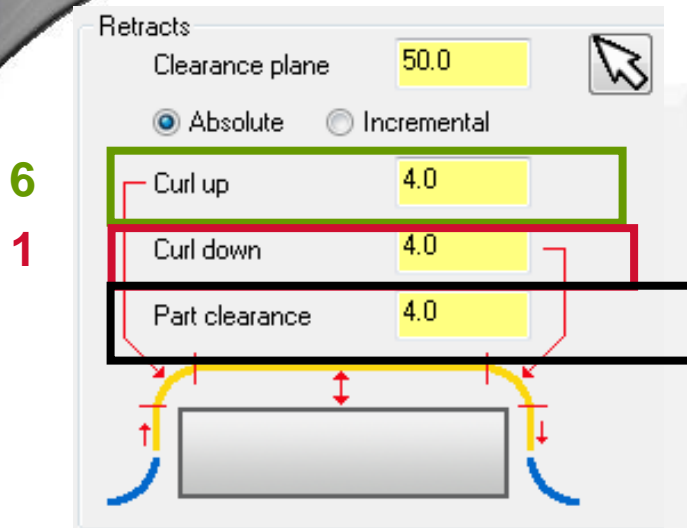 Retracts
Clearance plane 50.0
Absolute Incremental
6 Curl up 4.0
1 Curl down 4.0
Part clearance 4.0